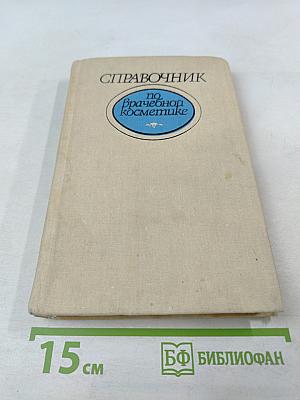 СПРАВОЧНИК
по
врачебной
косметике
15 см
БФ БИБЛИОФАН